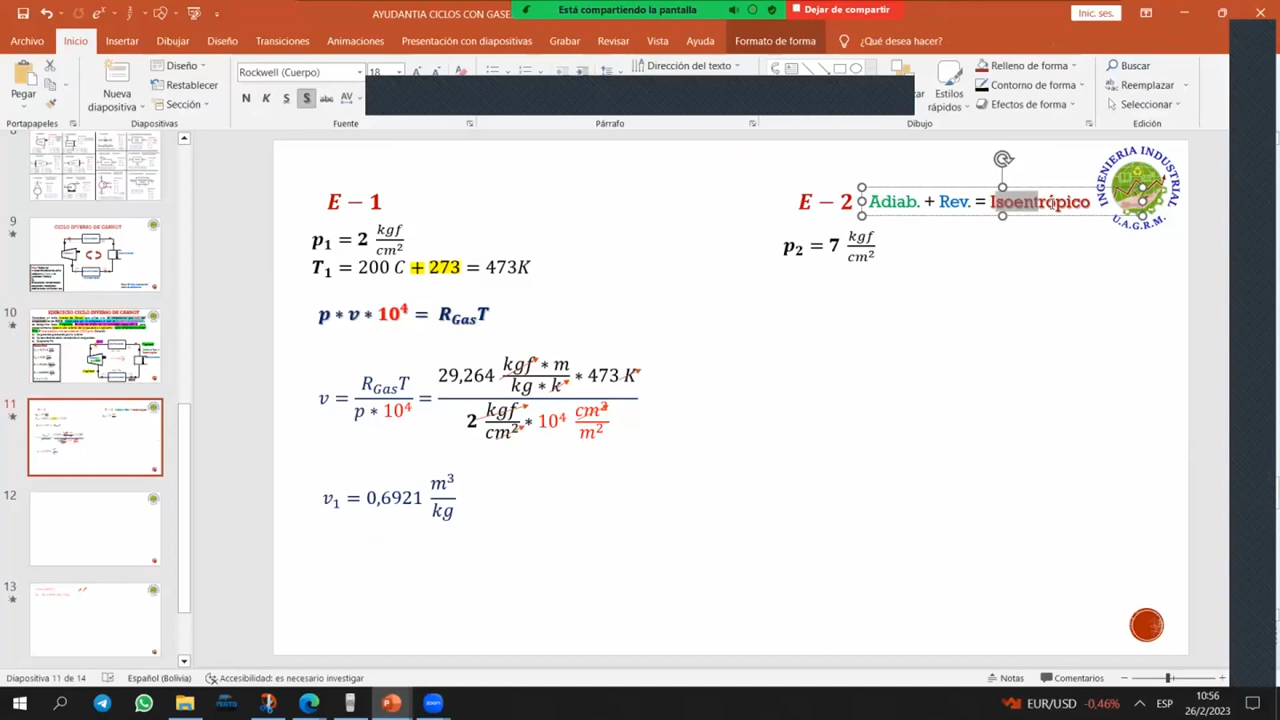 AYUDANTIA CICLOS CON GASE
Está compartiendo la pantalla
Dejar de compartir
Inic. ses.
Archivo
Inicio
Insertar
Dibujar
Diseño
Transiciones
Animaciones
Presentación con diapositivas
Grabar
Revisar
Vista
Ayuda
Formato de forma
¿Qué desea hacer?
Pegar
Nueva
diapositiva
Diseño
Restablecer
Sección
Rockwell (Cuerpo)
18
N K S S abc AV
Dirección del texto
Estilos
rápidos
Relleno de forma
Contorno de forma
Efectos de forma
Buscar
Reemplazar
Seleccionar
Portapapeles
Diapositivas
Fuente
Párrafo
Dibujo
Edición
9
CICLO INVERSO DE CARNOT
10
EJERCICIO CICLO INVERSO DE CARNOT
11
12
13
E − 1
p₁ = 2 kgf/cm²
T₁ = 200 C + 273 = 473K
p ∗ v ∗ 10⁴ = R_Gas T
v = R_Gas T / p ∗ 10⁴ = 29,264 kgf ∗ m / kg ∗ k ∗ 473 K / 2 kgf/cm² ∗ 10⁴ cm²/m²
v₁ = 0,6921 m³/kg
E − 2 Adiab. + Rev. = Isoentrópico
p₂ = 7 kgf/cm²
INGENIERIA INDUSTRIAL
U.A.G.R.M.
Diapositiva 11 de 14
Español (Bolivia)
Accesibilidad: es necesario investigar
Notas
Comentarios
EUR/USD
-0,46%
ESP
10:56
26/2/2023